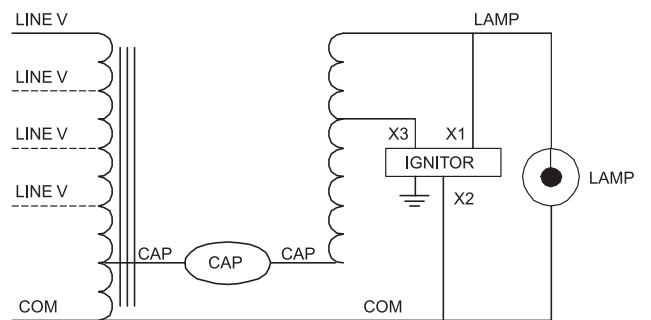 LINE V
LAMP
LINE V
LINE V
X3
X1
IGNITOR
LINE V
X2
LAMP
CAP
CAP
CAP
COM
COM